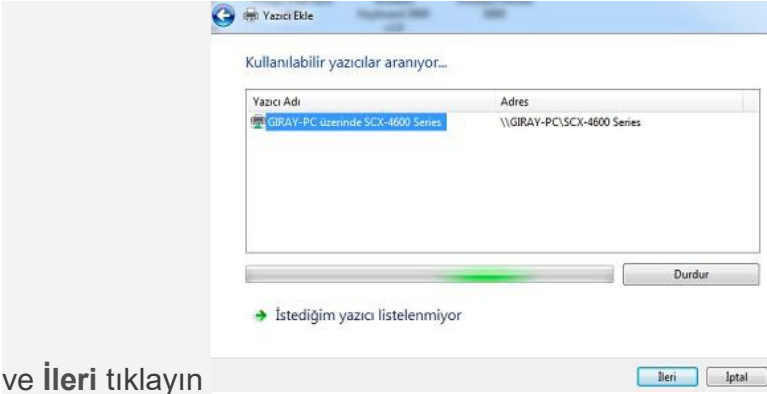 Yazıcı Ekle
Kullanılabilir yazıcılar aranıyor...
Yazıcı Adı Adres
GIRAY-PC üzerinde SCX-4600 Series \\GIRAY-PC\SCX-4600 Series
Durdur
İstediğim yazıcı listelenmiyor
İleri İptal
ve İleri tıklayın